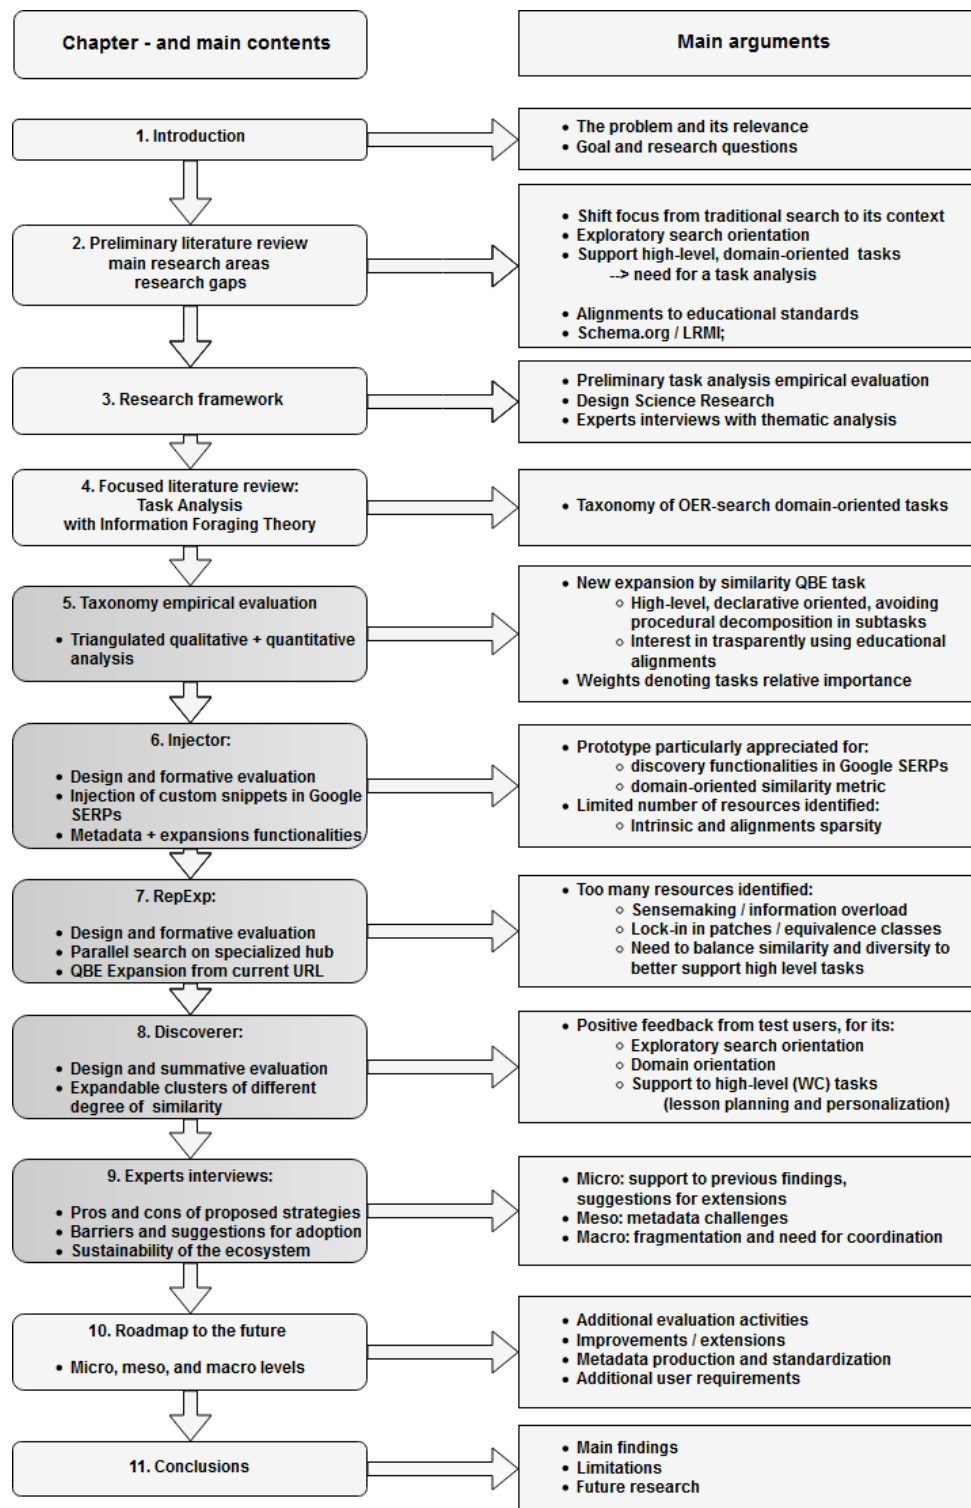 Chapter - and main contents
Main arguments
1. Introduction
• The problem and its relevance
• Goal and research questions
2. Preliminary literature review
main research areas
research gaps
• Shift focus from traditional search to its context
• Exploratory search orientation
• Support high-level, domain-oriented tasks
--> need for a task analysis
• Alignments to educational standards
• Schema.org / LRMI;
3. Research framework
• Preliminary task analysis empirical evaluation
• Design Science Research
• Experts interviews with thematic analysis
4. Focused literature review:
Task Analysis
with Information Foraging Theory
• Taxonomy of OER-search domain-oriented tasks
5. Taxonomy empirical evaluation
• Triangulated qualitative + quantitative
analysis
• New expansion by similarity QBE task
○ High-level, declarative oriented, avoiding
procedural decomposition in subtasks
○ Interest in trasparently using educational
alignments
• Weights denoting tasks relative importance
6. Injector:
• Design and formative evaluation
• Injection of custom snippets in Google
SERPs
• Metadata + expansions functionalities
• Prototype particularly appreciated for:
○ discovery functionalities in Google SERPs
○ domain-oriented similarity metric
• Limited number of resources identified:
○ Intrinsic and alignments sparsity
7. RepExp:
• Design and formative evaluation
• Parallel search on specialized hub
• QBE Expansion from current URL
• Too many resources identified:
○ Sensemaking / information overload
○ Lock-in in patches / equivalence classes
○ Need to balance similarity and diversity to
better support high level tasks
8. Discoverer:
• Design and summative evaluation
• Expandable clusters of different
degree of similarity
• Positive feedback from test users, for its:
○ Exploratory search orientation
○ Domain orientation
○ Support to high-level (WC) tasks
(lesson planning and personalization)
9. Experts interviews:
• Pros and cons of proposed strategies
• Barriers and suggestions for adoption
• Sustainability of the ecosystem
• Micro: support to previous findings,
suggestions for extensions
• Meso: metadata challenges
• Macro: fragmentation and need for coordination
10. Roadmap to the future
• Micro, meso, and macro levels
• Additional evaluation activities
• Improvements / extensions
• Metadata production and standardization
• Additional user requirements
11. Conclusions
• Main findings
• Limitations
• Future research